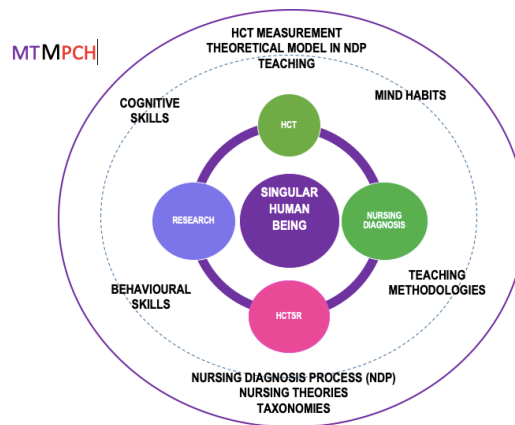 HCT MEASUREMENT
THEORETICAL MODEL IN NDP
TEACHING
MTMPCH
COGNITIVE
SKILLS
MIND HABITS
HCT
SINGULAR
HUMAN
BEING
RESEARCH
NURSING
DIAGNOSIS
BEHAVIOURAL
SKILLS
TEACHING
METHODOLOGIES
HCTSR
NURSING DIAGNOSIS PROCESS (NDP)
NURSING THEORIES
TAXONOMIES